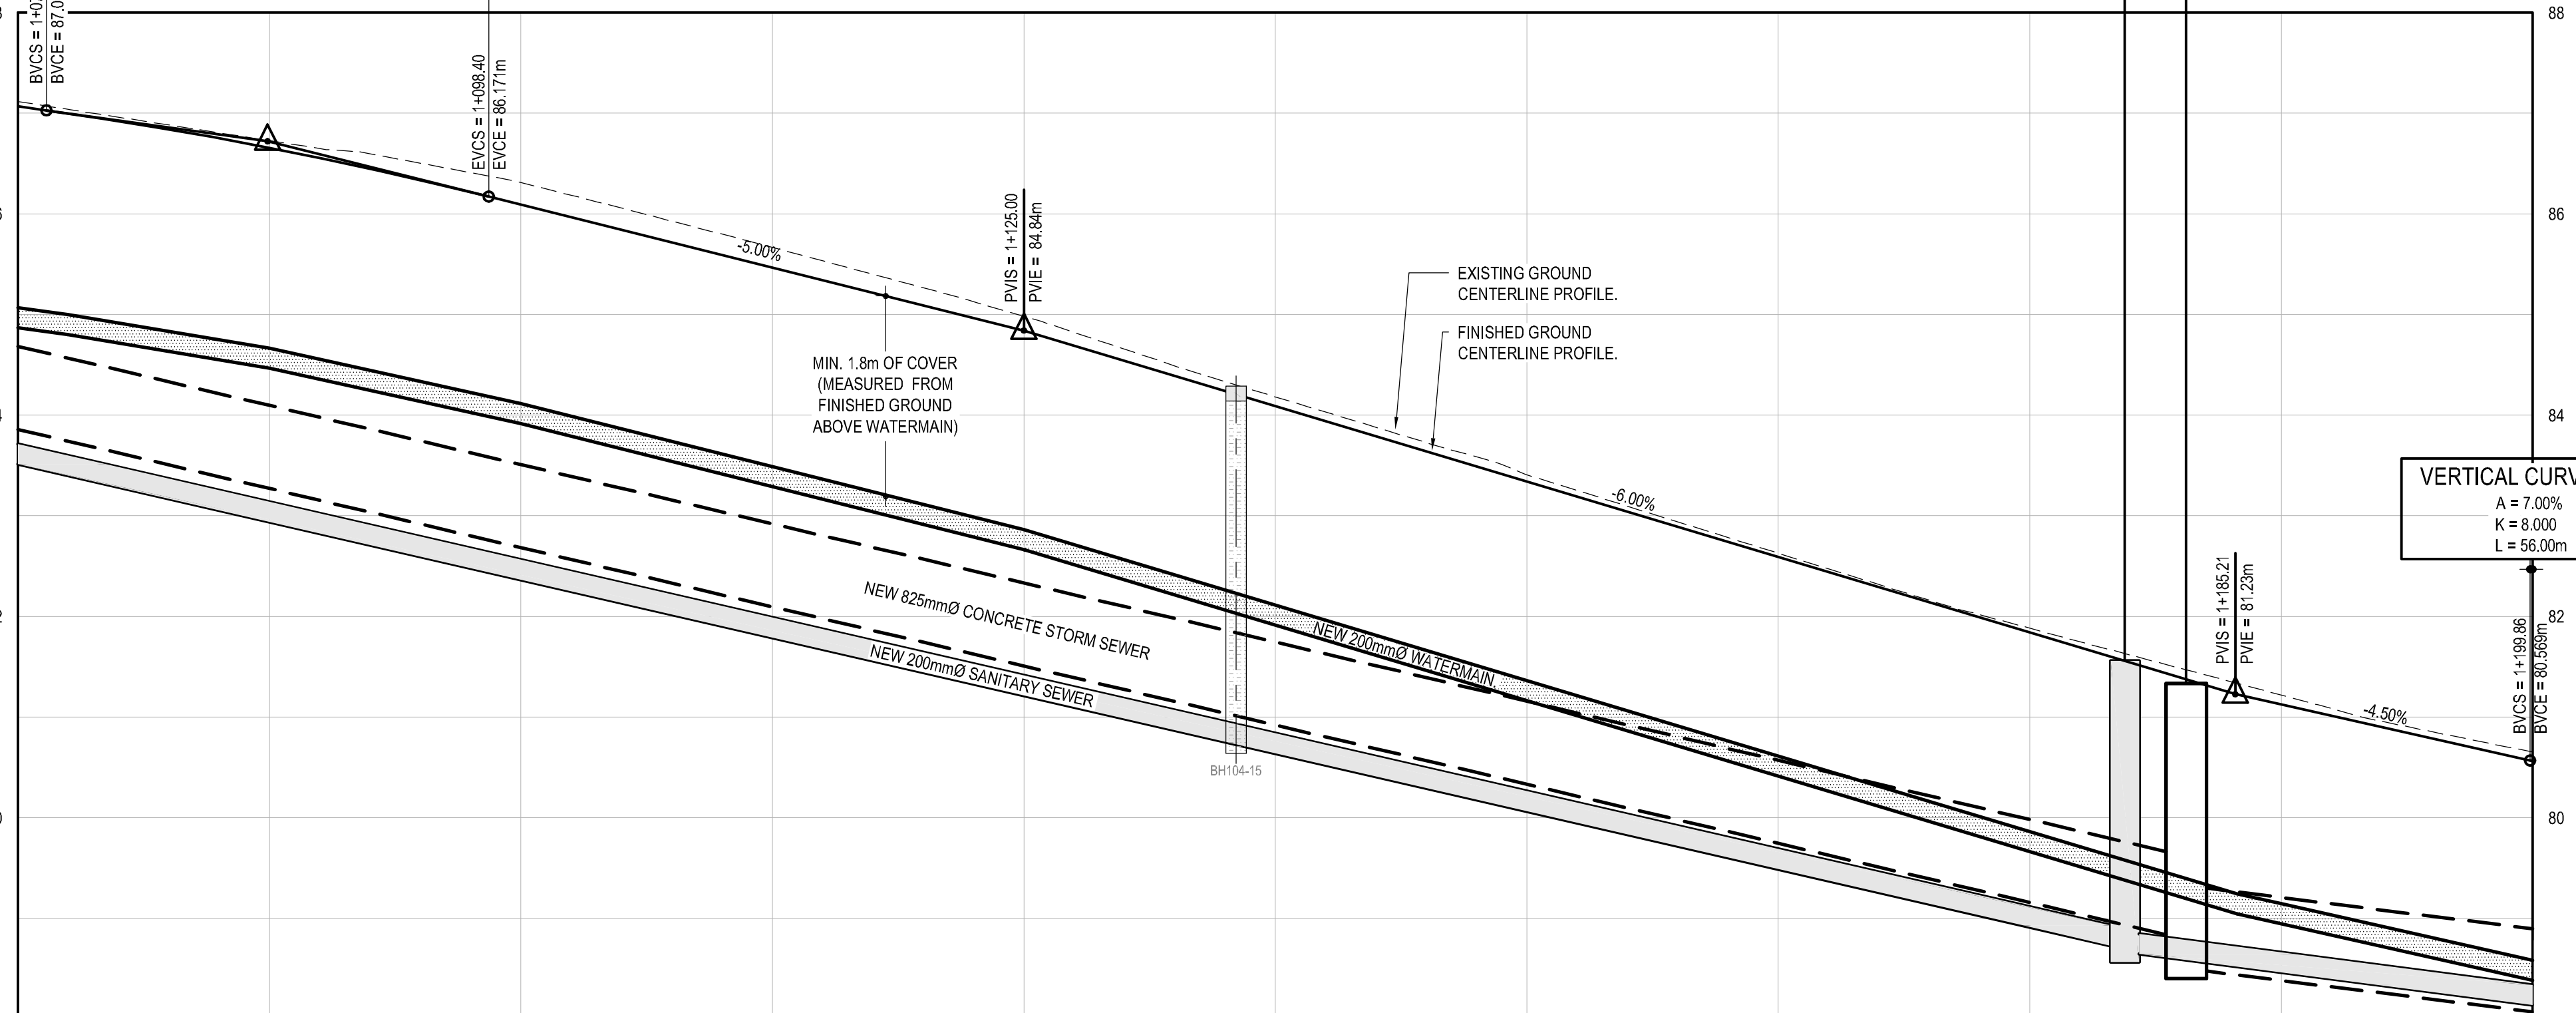 88
BVCS = 1+07
BVCE = 87.0
EVCS = 1+098.40
EVCE = 86.171m
86
-5.00%
PVIS = 1+125.00
PVIE = 84.84m
EXISTING GROUND
CENTERLINE PROFILE.
FINISHED GROUND
CENTERLINE PROFILE.
MIN. 1.8m OF COVER
(MEASURED FROM
FINISHED GROUND
ABOVE WATERMAIN)
84
-6.00%
VERTICAL CURV
A = 7.00%
K = 8.000
L = 56.00m
NEW 825mmØ CONCRETE STORM SEWER
NEW 200mmØ SANITARY SEWER
NEW 200mmØ WATERMAIN.
82
PVIS = 1+185.21
PVIE = 81.23m
BVCS = 1+199.86
BVCE = 80.569m
-4.50%
BH104-15
80